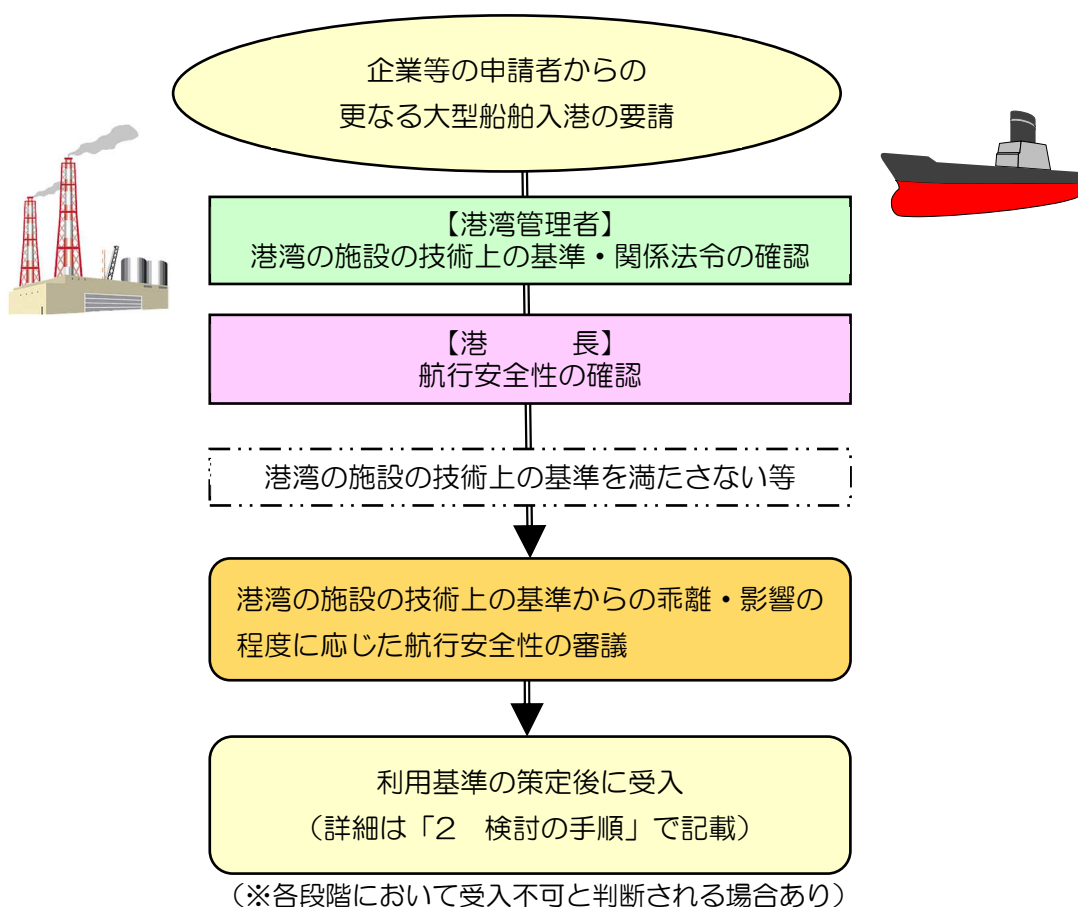 企業等の申請者からの
更なる大型船舶入港の要請
【港湾管理者】
港湾の施設の技術上の基準・関係法令の確認
【港　　　長】
航行安全性の確認
港湾の施設の技術上の基準を満たさない等
港湾の施設の技術上の基準からの乖離・影響の
程度に応じた航行安全性の審議
利用基準の策定後に受入
（詳細は「２　検討の手順」で記載）
（※各段階において受入不可と判断される場合あり）